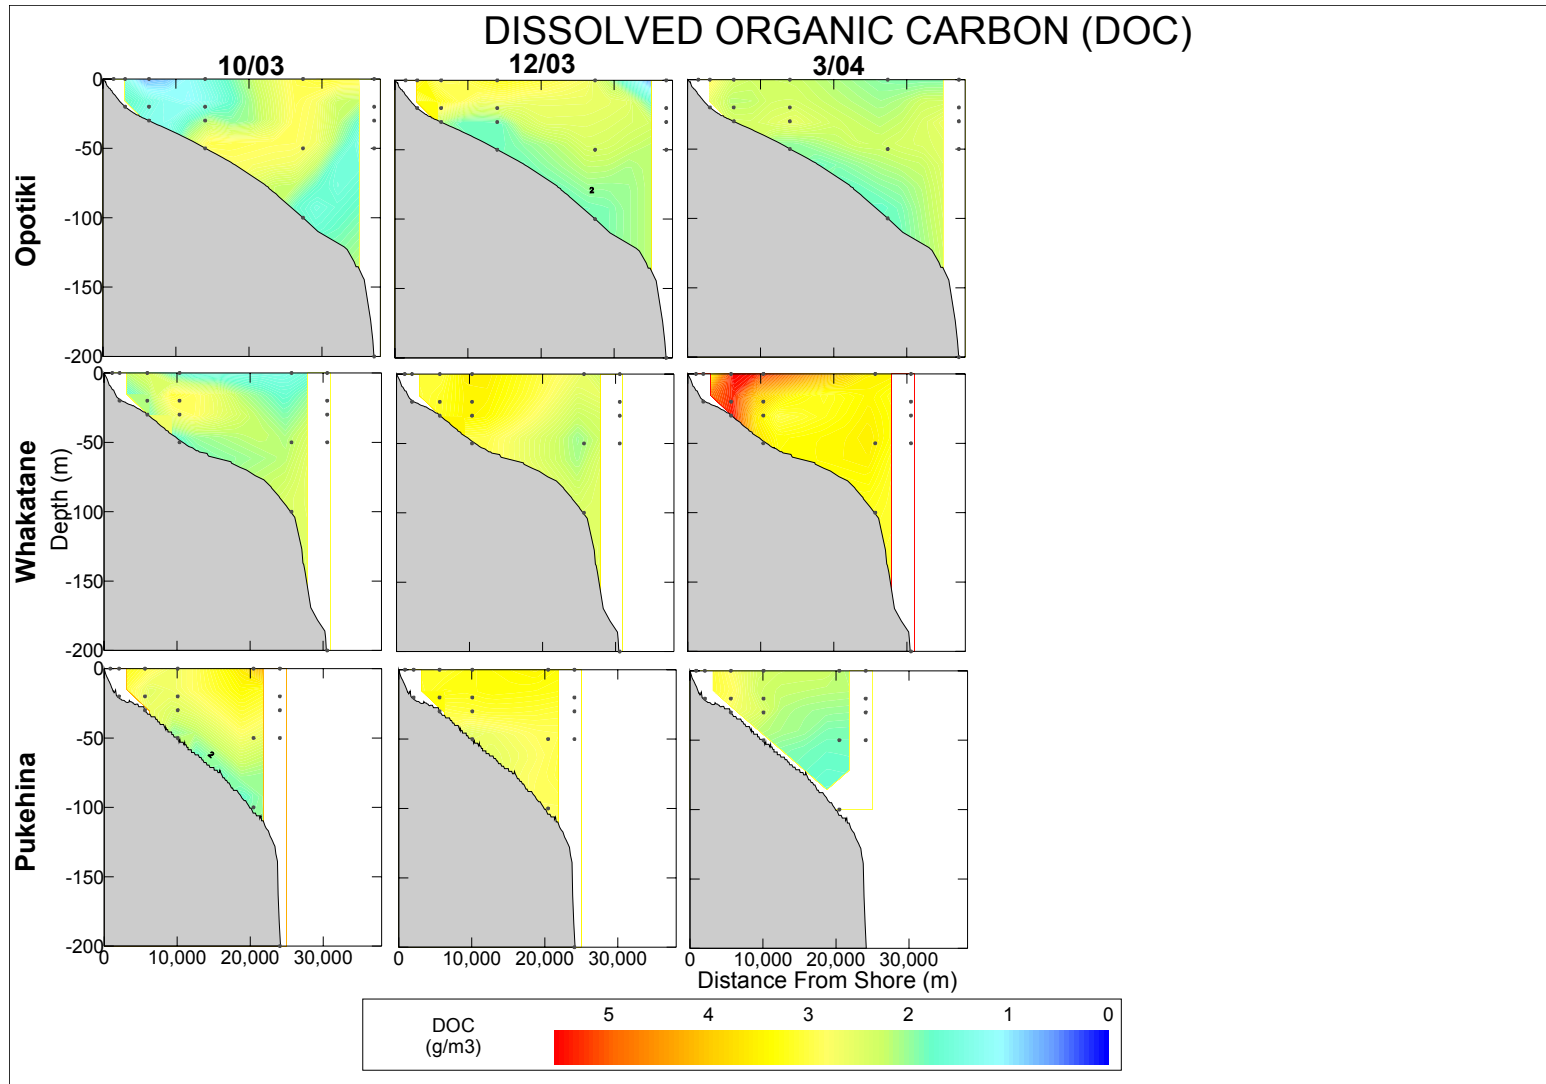 DISSOLVED ORGANIC CARBON (DOC)
10/03 12/03 3/04
Opotiki
0
-50
-100
-150
-200
2
Whakatane
Depth (m)
0
-50
-100
-150
-200
Pukehina
0
-50
-100
-150
-200
2
0 10,000 20,000 30,000 0 10,000 20,000 30,000 0 10,000 20,000 30,000
Distance From Shore (m)
DOC
(g/m3)
5 4 3 2 1 0